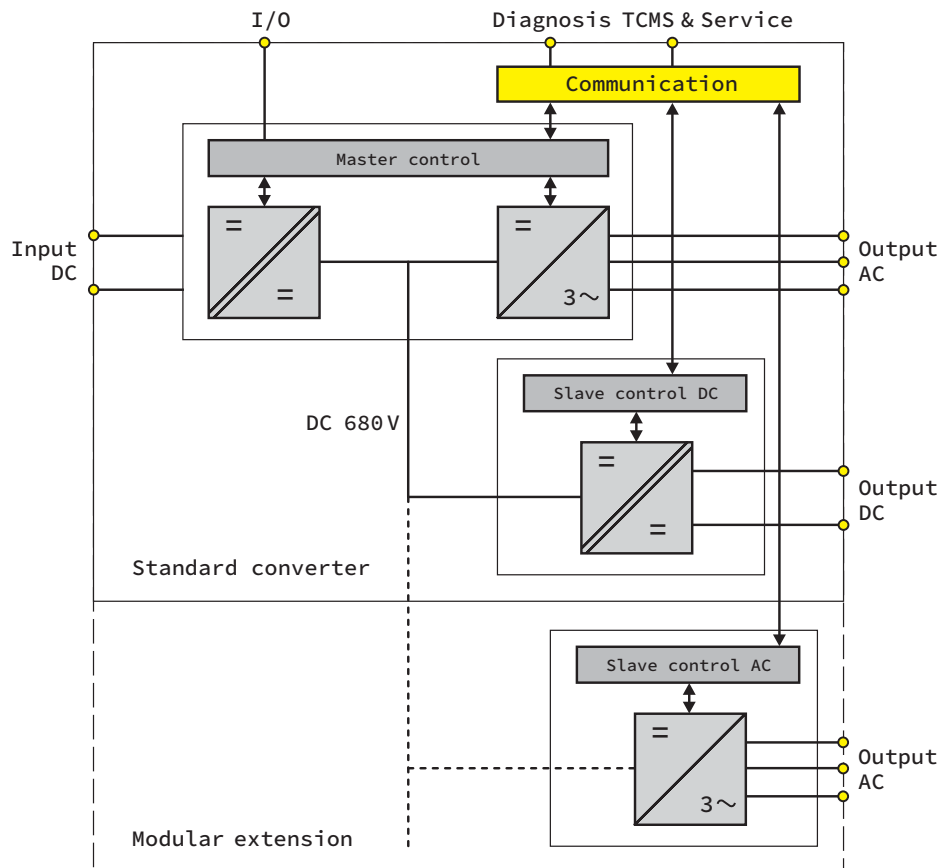 I/O
Diagnosis TCMS & Service
Communication
Master control
=
=
=
3~
Input
DC
Output
AC
Slave control DC
DC 680 V
=
=
Output
DC
Standard converter
Slave control AC
=
3~
Output
AC
Modular extension